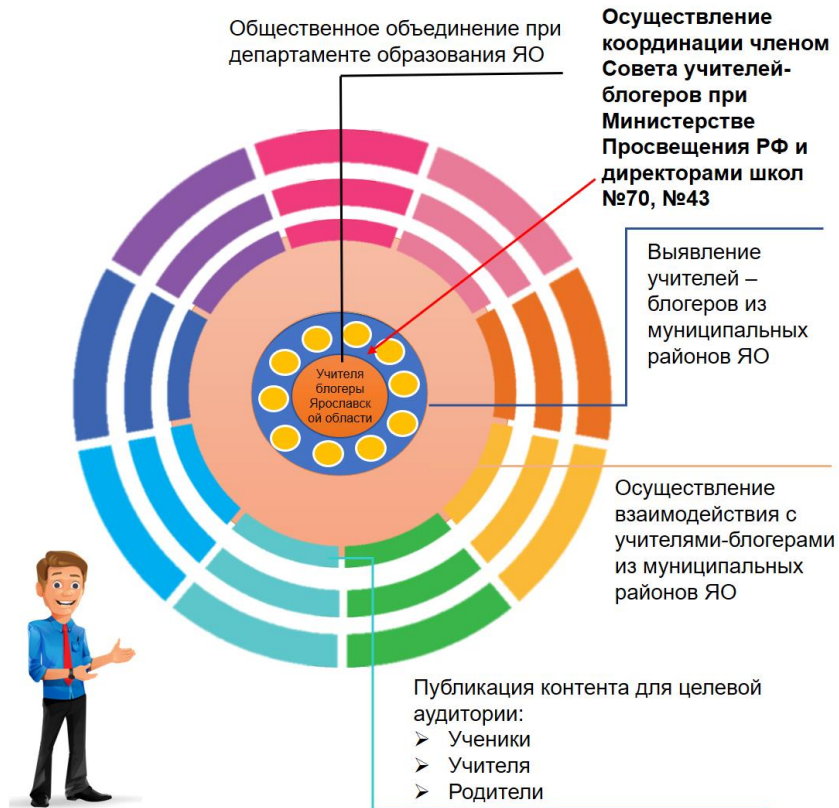 Общественное объединение при
департаменте образования ЯО
Осуществление
координации членом
Совета учителей-
блогеров при
Министерстве
Просвещения РФ и
директорами школ
№70, №43
Выявление
учителей –
блогеров из
муниципальных
районов ЯО
Учителя
блогеры
Ярославск
ой области
Осуществление
взаимодействия с
учителями-блогерами
из муниципальных
районов ЯО
Публикация контента для целевой
аудитории:
➢ Ученики
➢ Учителя
➢ Родители